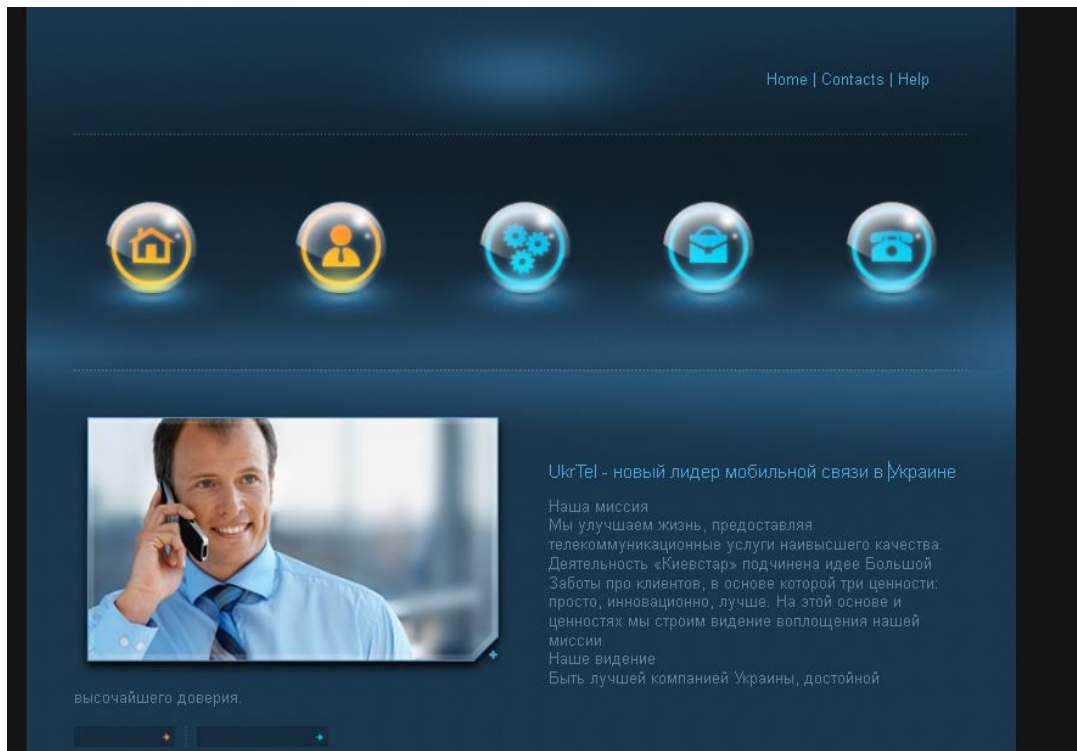 Home | Contacts | Help
UkrTel - новый лидер мобильной связи в Украине
Наша миссия
Мы улучшаем жизнь, предоставляя
телекоммуникационные услуги наивысшего качества.
Деятельность «Киевстар» подчинена идее Большой
Заботы про клиентов, в основе которой три ценности:
просто, инновационно, лучше. На этой основе и
ценностях мы строим видение воплощения нашей
миссии.
Наше видение
Быть лучшей компанией Украины, достойной
высочайшего доверия.